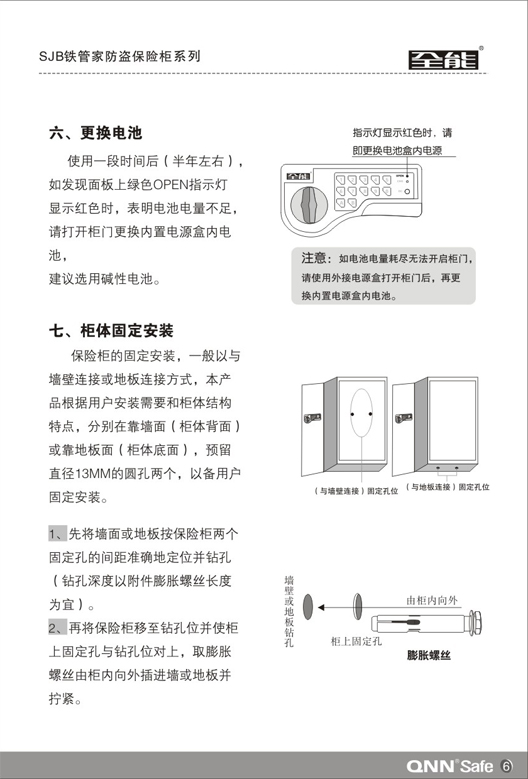 SJB铁管家防盗保险柜系列
全能®
六、更换电池
使用一段时间后（半年左右），
如发现面板上绿色OPEN指示灯
显示红色时，表明电池电量不足，
请打开柜门更换内置电源盒内电
池，
建议选用碱性电池。
指示灯显示红色时，请
即更换电池盒内电源
全能
OPEN
注意：如电池电量耗尽无法开启柜门，
请使用外接电源盒打开柜门后，再更
换内置电源盒内电池。
七、柜体固定安装
保险柜的固定安装，一般以与
墙壁连接或地板连接方式，本产
品根据用户安装需要和柜体结构
特点，分别在靠墙面（柜体背面）
或靠地板面（柜体底面），预留
直径13MM的圆孔两个，以备用户
固定安装。
（与墙壁连接）固定孔位
（与地板连接）固定孔位
1、先将墙面或地板按保险柜两个
固定孔的间距准确地定位并钻孔
（钻孔深度以附件膨胀螺丝长度
为宜）。
2、再将保险柜移至钻孔位并使柜
上固定孔与钻孔位对上，取膨胀
螺丝由柜内向外插进墙或地板并
拧紧。
墙壁或地板钻孔
柜上固定孔
由柜内向外
膨胀螺丝
QNN® Safe 6